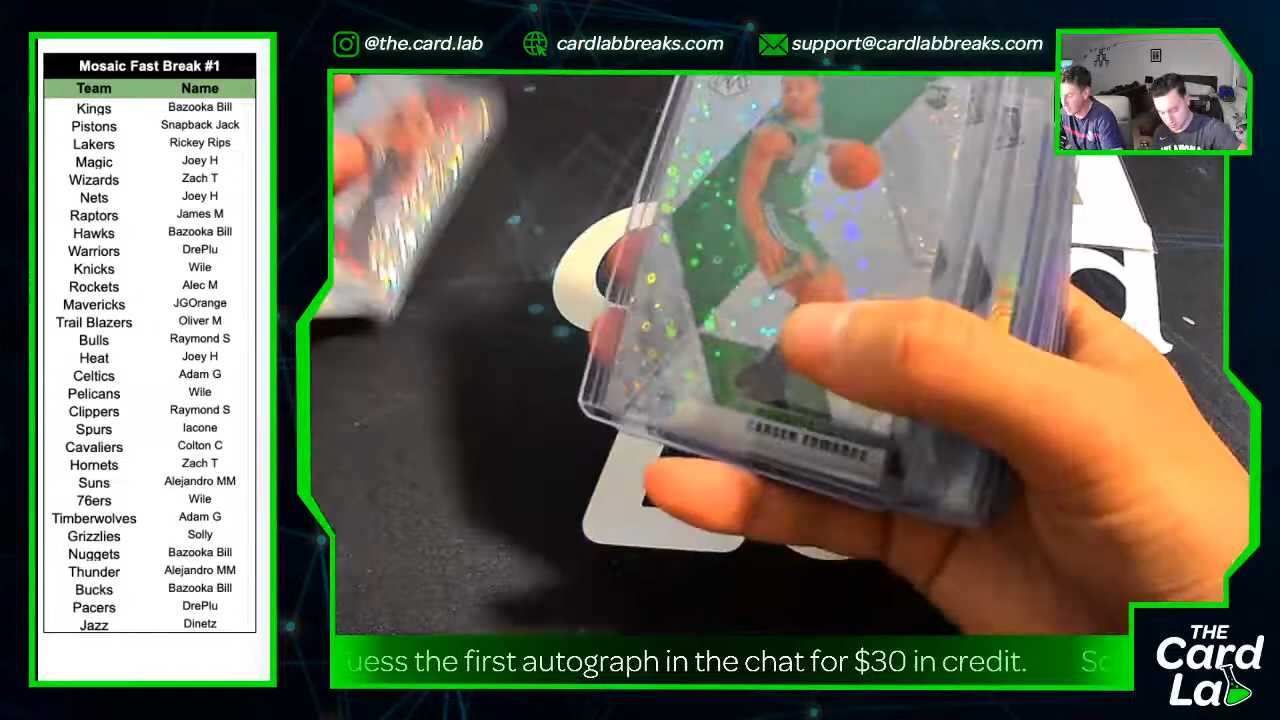 @the.card.lab
cardlabbreaks.com
support@cardlabbreaks.com
Mosaic Fast Break #1
Team Name
Kings Bazooka Bill
Pistons Snapback Jack
Lakers Rickey Rips
Magic Joey H
Wizards Zach T
Nets Joey H
Raptors James M
Hawks Bazooka Bill
Warriors DrePlu
Knicks Wile
Rockets Alec M
Mavericks JGOrange
Trail Blazers Oliver M
Bulls Raymond S
Heat Joey H
Celtics Adam G
Pelicans Wile
Clippers Raymond S
Spurs Iacone
Cavaliers Colton C
Hornets Zach T
Suns Alejandro MM
76ers Wile
Timberwolves Adam G
Grizzlies Solly
Nuggets Bazooka Bill
Thunder Alejandro MM
Bucks Bazooka Bill
Pacers DrePlu
Jazz Dinetz
CARSEN EDWARDS
uess the first autograph in the chat for $30 in credit.
THE
Card
Lab